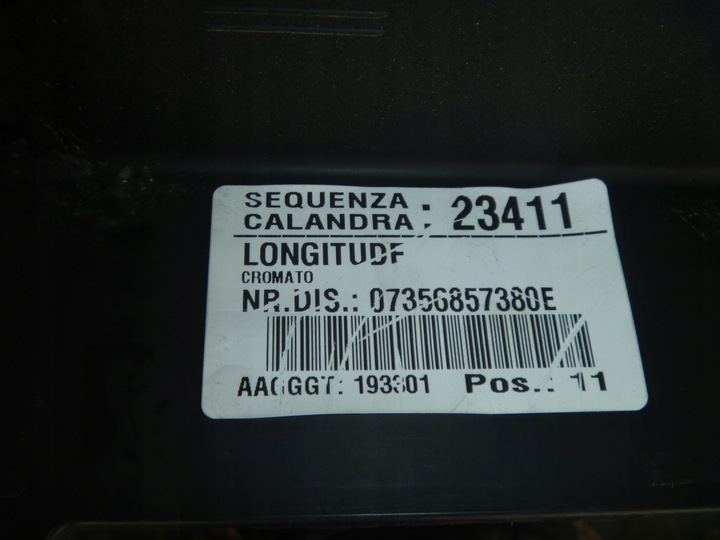 SEQUENZA
CALANDRA: 23411
LONGITUDE
CROMATO
NR.DIS.: 07356857380E
AAGGGT: 193301 Pos.: 11